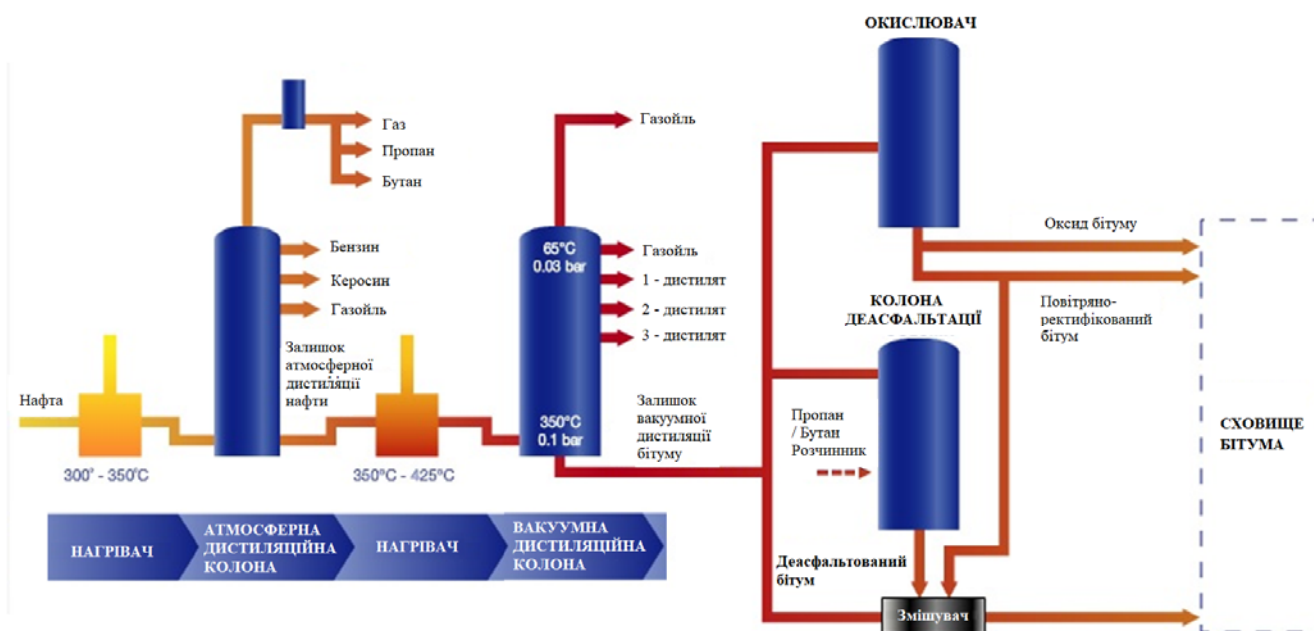 ОКИСЛЮВАЧ
Газ
Пропан
Бутан
Газойль
Бензин
Керосин
Газойль
65°C
0.03 bar
Газойль
1 - дистилят
2 - дистилят
3 - дистилят
Оксид бітуму
Повітряно-
ректифікований
бітум
КОЛОНА
ДЕАСФАЛЬТАЦІЇ
Залишок
атмосферної
дистиляції
нафти
Нафта
300° - 350°C
350°C - 425°C
350°C
0.1 bar
Залишок
вакуумної
дистиляції
бітуму
Пропан
/ Бутан
Розчинник
СХОВИЩЕ
БІТУМА
НАГРІВАЧ
АТМОСФЕРНА
ДИСТИЛЯЦІЙНА
КОЛОНА
НАГРІВАЧ
ВАКУУМНА
ДИСТИЛЯЦІЙНА
КОЛОНА
Деасфальтований
бітум
Змішувач